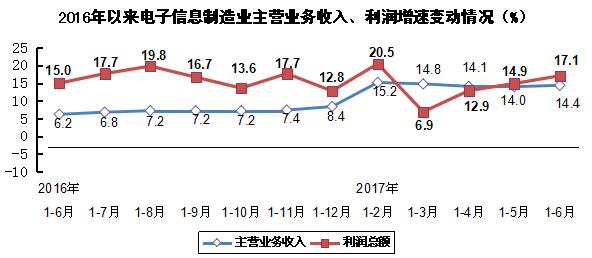 2016年以来电子信息制造业主营业务收入、利润增速变动情况（%）
25
20
15
10
5
0
-5
-10
15.0 17.7 19.8 16.7 13.6 17.7 12.8 20.5 6.9 12.9 14.9 17.1
6.2 6.8 7.2 7.2 7.2 7.4 8.4 15.2 14.8 14.1 14.0 14.4
2016年 2017年
1-6月 1-7月 1-8月 1-9月 1-10月 1-11月 1-12月 1-2月 1-3月 1-4月 1-5月 1-6月
主营业务收入 利润总额